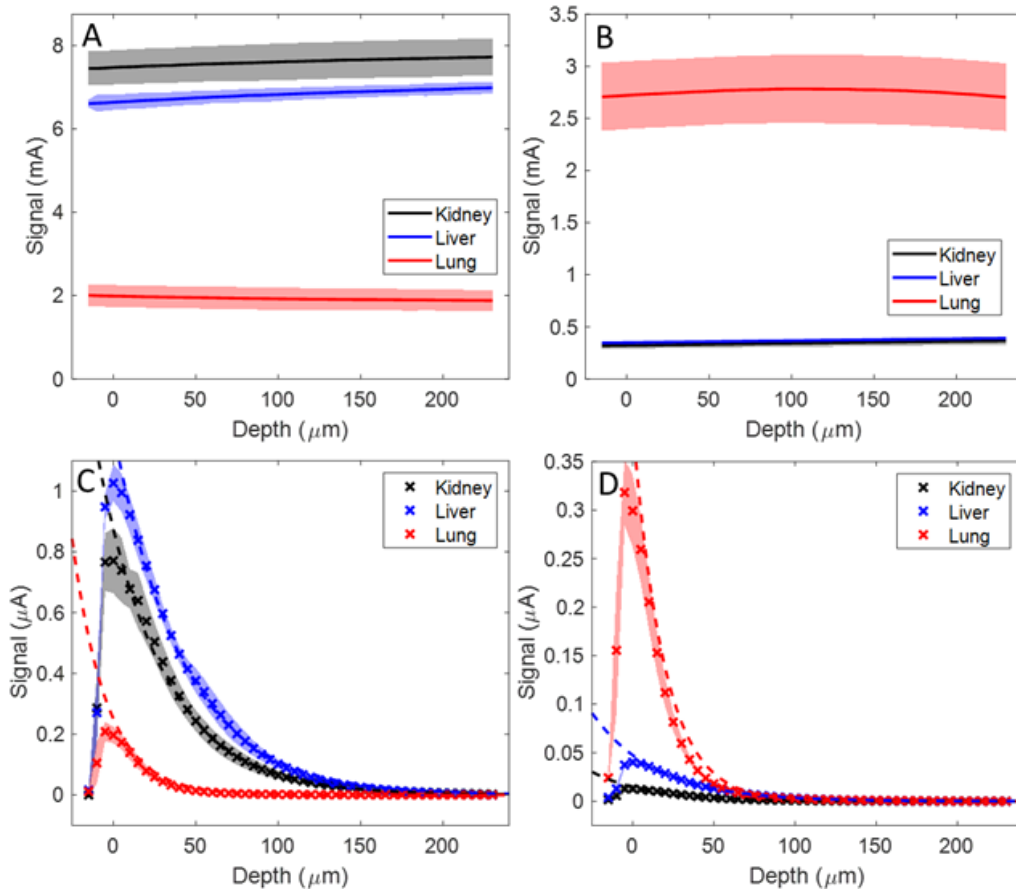 A
8
6
4
2
0
Signal (mA)
Kidney
Liver
Lung
0 50 100 150 200
Depth (μm)
B
3.5
3
2.5
2
1.5
1
0.5
0
Signal (mA)
Kidney
Liver
Lung
0 50 100 150 200
Depth (μm)
C
1
0.8
0.6
0.4
0.2
0
Signal (μA)
Kidney
Liver
Lung
0 50 100 150 200
Depth (μm)
D
0.35
0.3
0.25
0.2
0.15
0.1
0.05
0
Signal (μA)
Kidney
Liver
Lung
0 50 100 150 200
Depth (μm)